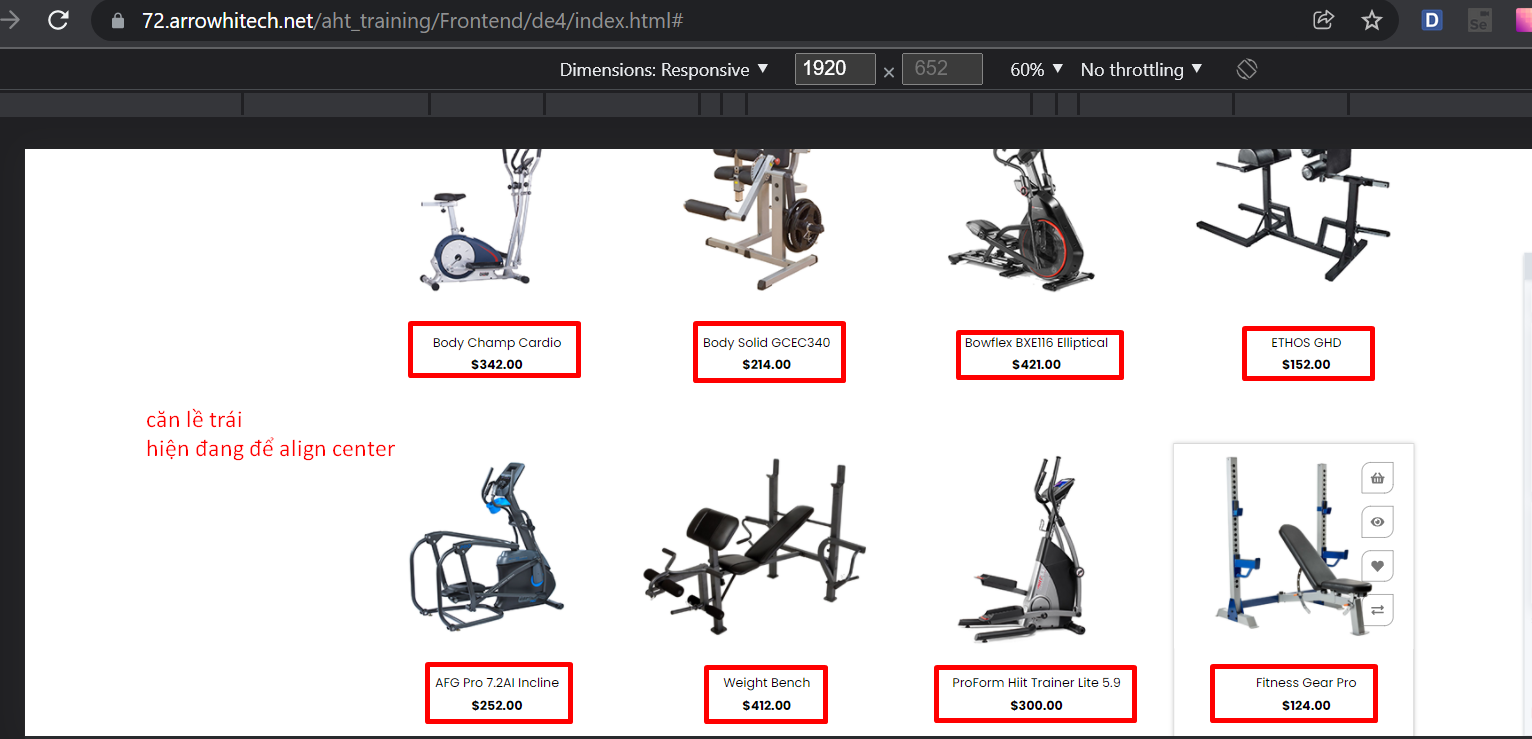 72.arrowhitech.net/aht_training/Frontend/de4/index.html#
D
Se
Dimensions: Responsive ▼ 1920 × 652 60% ▼ No throttling ▼
Body Champ Cardio
$342.00
Body Solid GCEC340
$214.00
Bowflex BXE116 Elliptical
$421.00
ETHOS GHD
$152.00
căn lề trái
hiện đang để align center
AFG Pro 7.2AI Incline
$252.00
Weight Bench
$412.00
ProForm Hiit Trainer Lite 5.9
$300.00
Fitness Gear Pro
$124.00